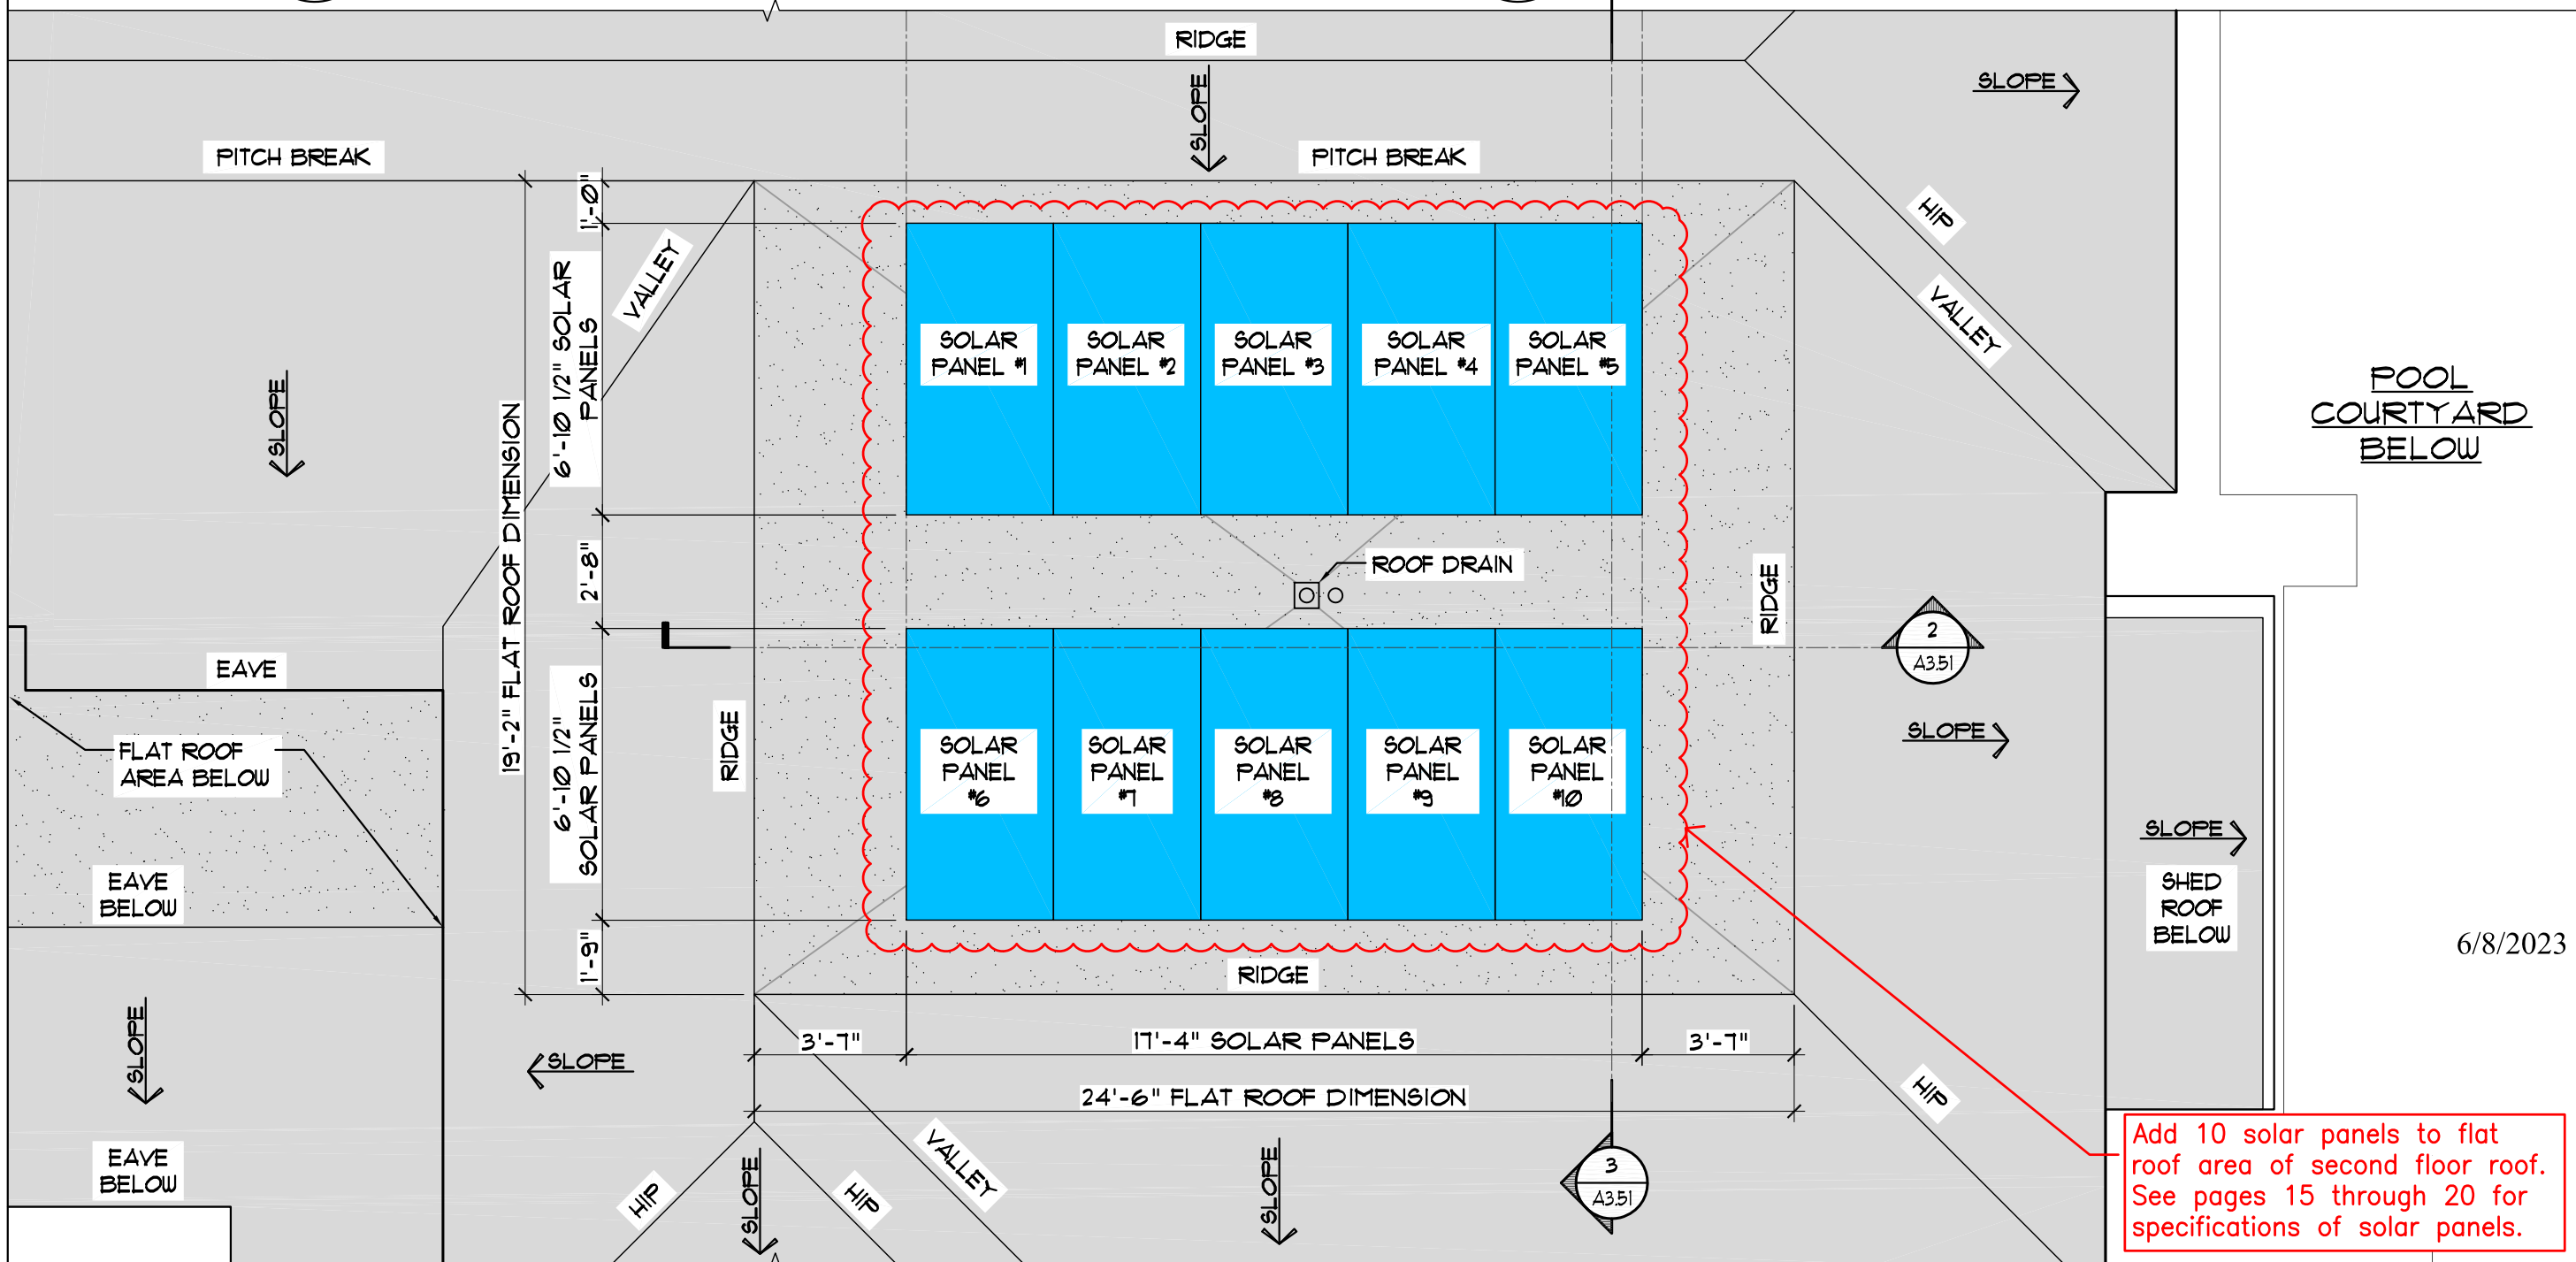 RIDGE
SLOPE
SLOPE
PITCH BREAK
PITCH BREAK
1'-0"
HIP
VALLEY
6'-10 1/2" SOLAR
PANELS
VALLEY
SLOPE
SOLAR
PANEL #1
SOLAR
PANEL #2
SOLAR
PANEL #3
SOLAR
PANEL #4
SOLAR
PANEL #5
POOL
COURTYARD
BELOW
19'-2" FLAT ROOF DIMENSION
2'-8"
ROOF DRAIN
RIDGE
2
A3.51
EAVE
6'-10 1/2"
SOLAR PANELS
RIDGE
SLOPE
FLAT ROOF
AREA BELOW
SOLAR
PANEL
#6
SOLAR
PANEL
#7
SOLAR
PANEL
#8
SOLAR
PANEL
#9
SOLAR
PANEL
#10
SLOPE
EAVE
BELOW
SHED
ROOF
BELOW
6/8/2023
1'-9"
RIDGE
SLOPE
3'-7"
17'-4" SOLAR PANELS
3'-7"
SLOPE
24'-6" FLAT ROOF DIMENSION
HIP
EAVE
BELOW
HIP
SLOPE
HIP
VALLEY
SLOPE
3
A3.51
Add 10 solar panels to flat
roof area of second floor roof.
See pages 15 through 20 for
specifications of solar panels.